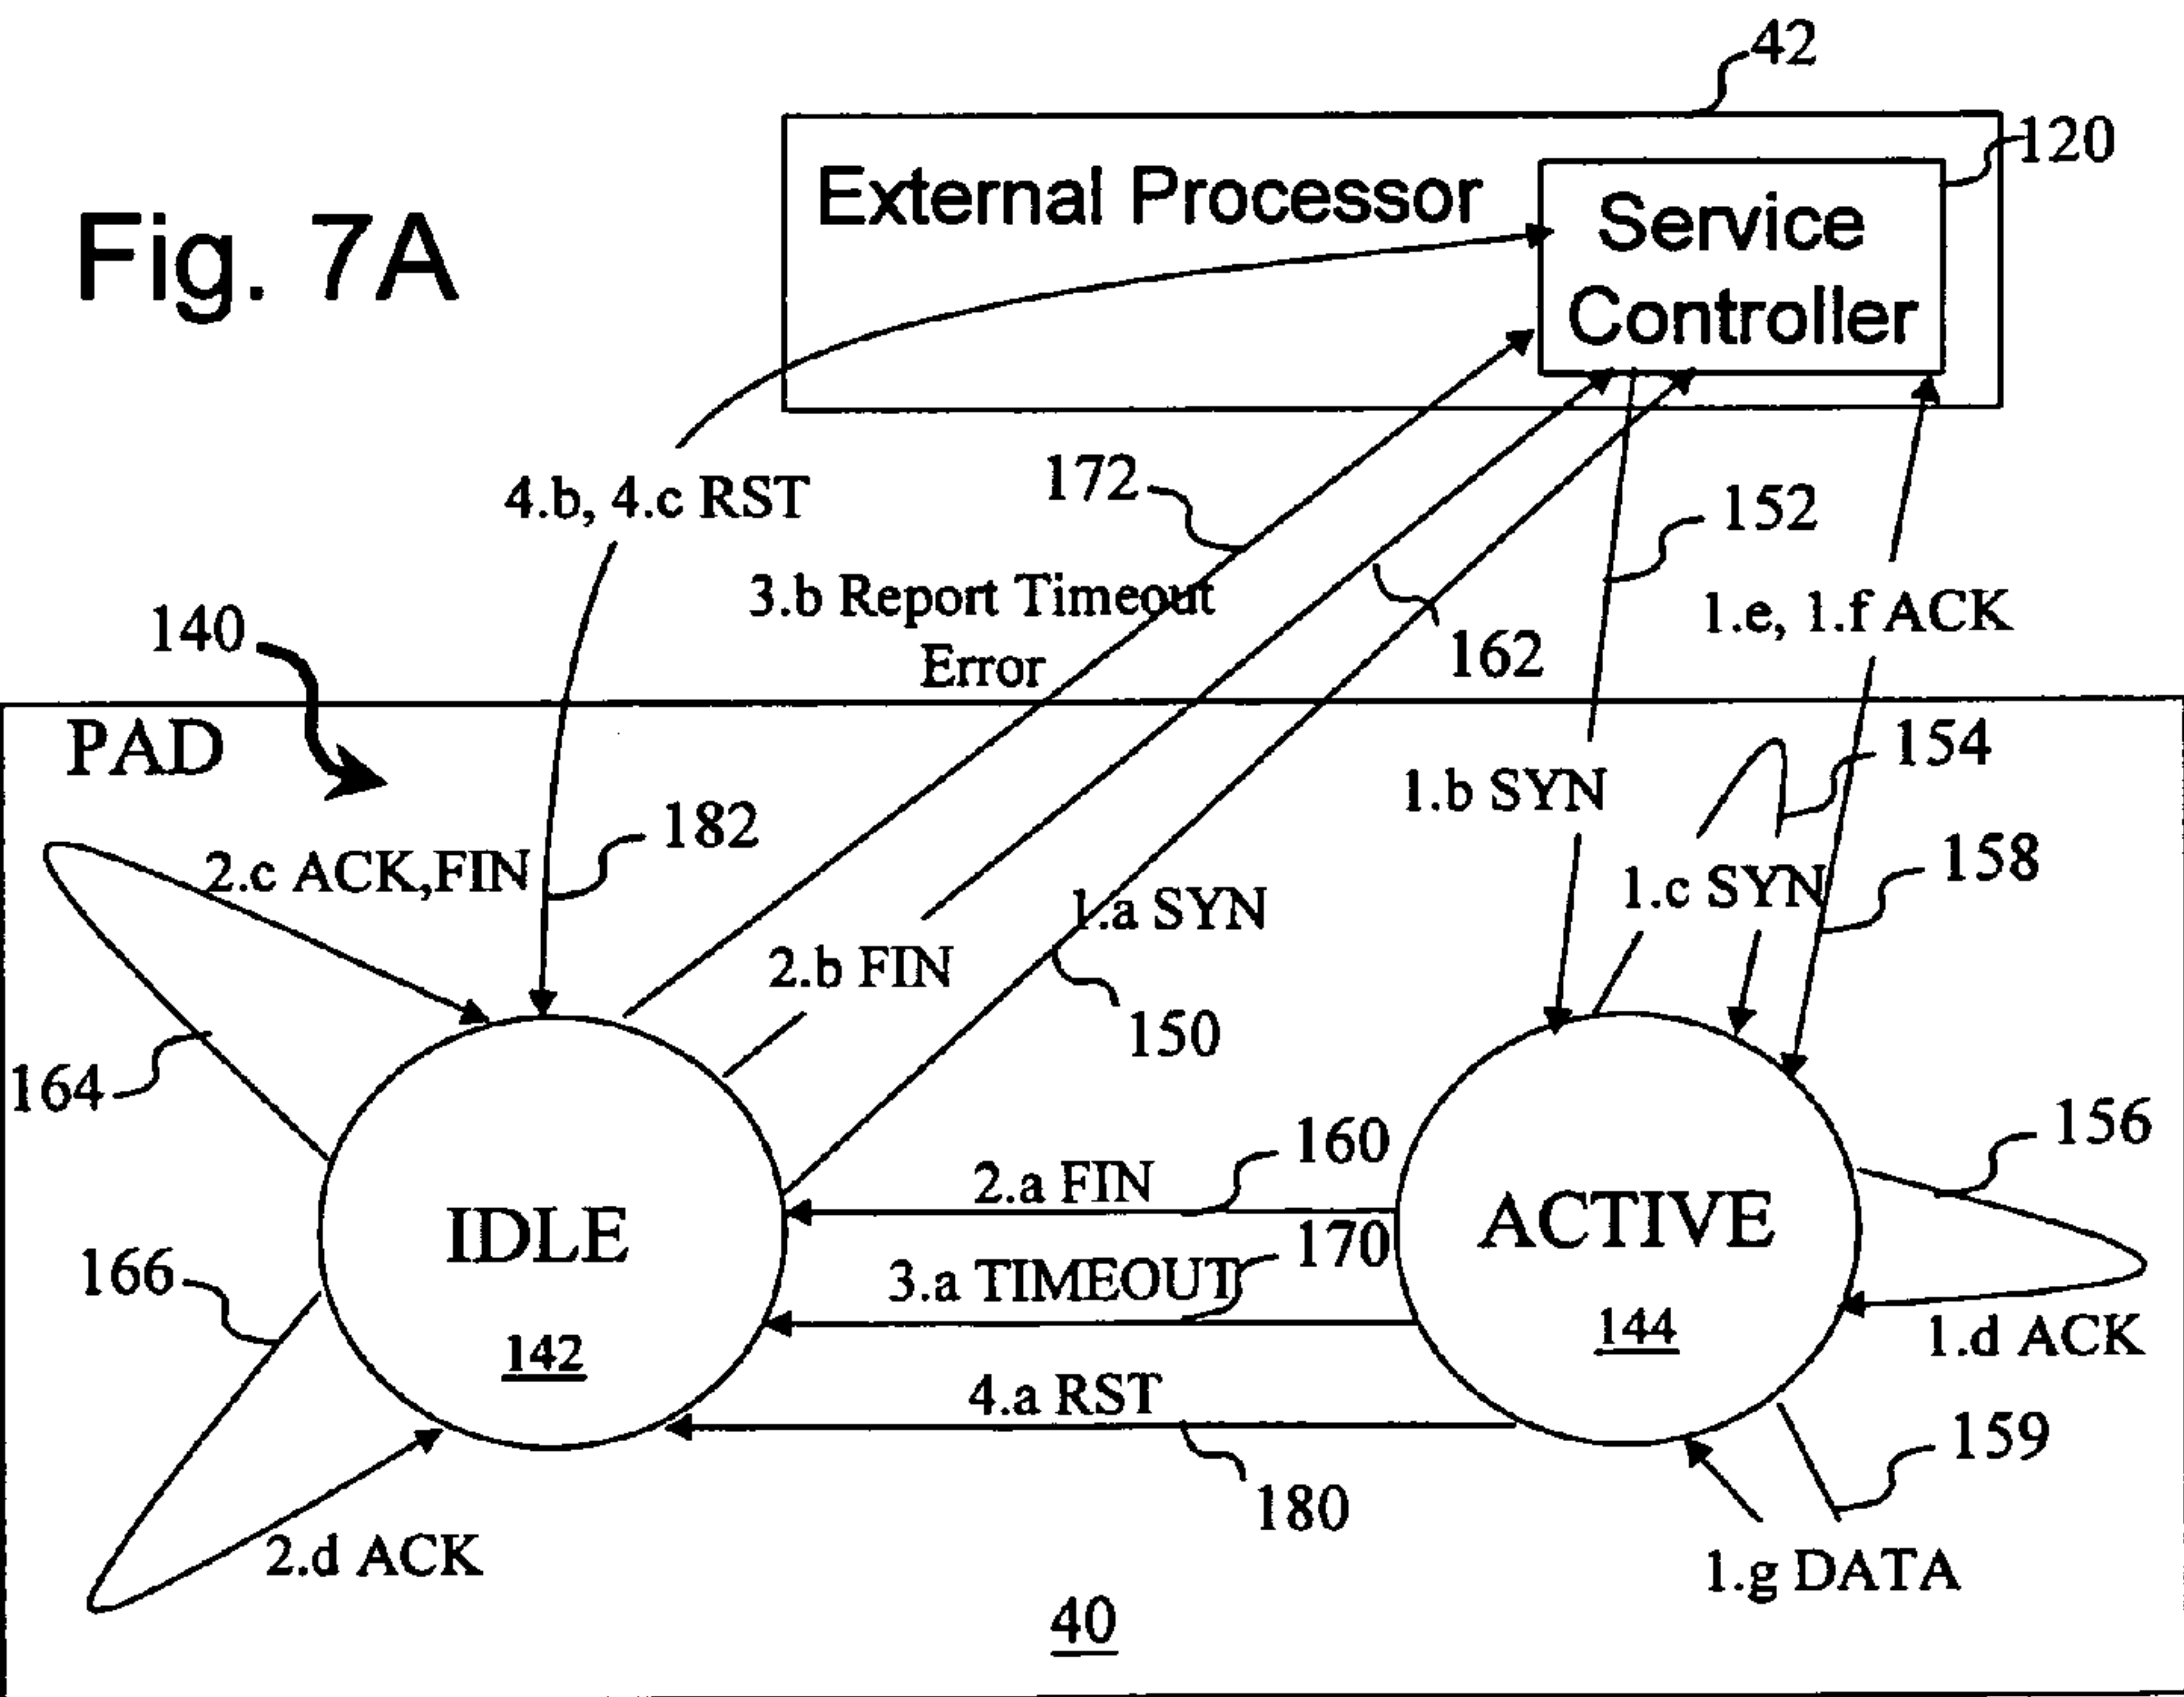 Fig. 7A
42
120
External Processor
Service
Controller
4.b, 4.c RST
172
152
3.b Report Timeout
Error
162
1.e, 1.f ACK
140
PAD
154
1.b SYN
182
2.c ACK,FIN
1.c SYN
158
1.a SYN
2.b FIN
150
164
156
160
2.a FIN
IDLE
ACTIVE
170
166
3.a TIMEOUT
142
144
1.d ACK
4.a RST
159
180
2.d ACK
1.g DATA
40